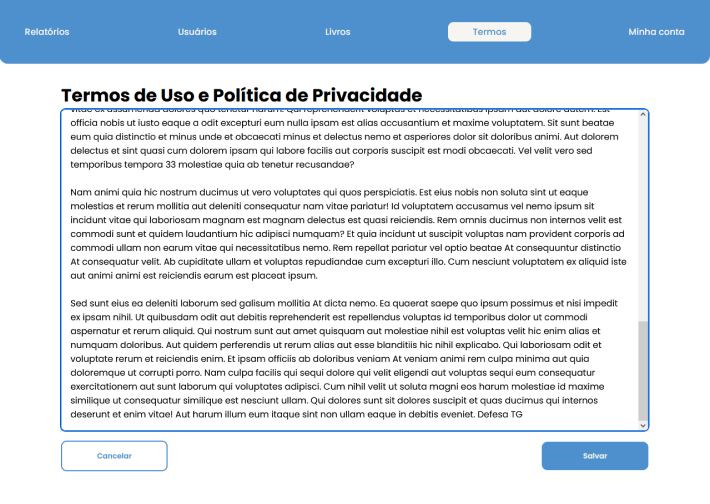 Relatórios
Usuários
Livros
Termos
Minha conta
Termos de Uso e Política de Privacidade
vitae ex assumenda dolores quo tenetur harum. Qui reprehenderit voluptas et necessitatibus ipsam aut dolore autem. Est
officia nobis ut iusto eaque a odit excepturi eum nulla ipsam est alias accusantium et maxime voluptatem. Sit sunt beatae
eum quia distinctio et minus unde et obcaecati minus et delectus nemo et asperiores dolor sit doloribus animi. Aut dolorem
delectus et sint quasi cum dolorem ipsam qui labore facilis aut corporis suscipit est modi obcaecati. Vel velit vero sed
temporibus tempora 33 molestiae quia ab tenetur recusandae?
Nam animi quia hic nostrum ducimus ut vero voluptates qui quos perspiciatis. Est eius nobis non soluta sint ut eaque
molestias et rerum mollitia aut deleniti consequatur nam vitae pariatur! Id voluptatem accusamus vel nemo ipsum sit
incidunt vitae qui laboriosam magnam est magnam delectus est quasi reiciendis. Rem omnis ducimus non internos velit est
commodi sunt et quidem laudantium hic adipisci numquam? Et quia incidunt ut suscipit voluptas nam provident corporis ad
commodi ullam non earum vitae qui necessitatibus nemo. Rem repellat pariatur vel optio beatae At consequuntur distinctio
At consequatur velit. Ab cupiditate ullam et voluptas repudiandae cum excepturi illo. Cum nesciunt voluptatem ex aliquid iste
aut animi animi est reiciendis earum est placeat ipsum.
Sed sunt eius ea deleniti laborum sed galisum mollitia At dicta nemo. Ea quaerat saepe quo ipsum possimus et nisi impedit
ex ipsam nihil. Ut quibusdam odit aut debitis reprehenderit est repellendus voluptas id temporibus dolor ut commodi
aspernatur et rerum aliquid. Qui nostrum sunt aut amet quisquam aut molestiae nihil est voluptas velit hic enim alias et
numquam doloribus. Aut quidem perferendis ut rerum alias aut esse blanditiis hic nihil explicabo. Qui laboriosam odit et
voluptate rerum et reiciendis enim. Et ipsam officiis ab doloribus veniam At veniam animi rem culpa minima aut quia
doloremque ut corrupti porro. Nam culpa facilis qui sequi dolore qui velit eligendi aut voluptas sequi eum consequatur
exercitationem aut sunt laborum qui voluptates adipisci. Cum nihil velit ut soluta magni eos harum molestiae id maxime
similique ut consequatur similique est nesciunt ullam. Qui dolores sunt sit dolores suscipit et quas ducimus qui internos
deserunt et enim vitae! Aut harum illum eum itaque sint non ullam eaque in debitis eveniet. Defesa TG
Cancelar
Salvar